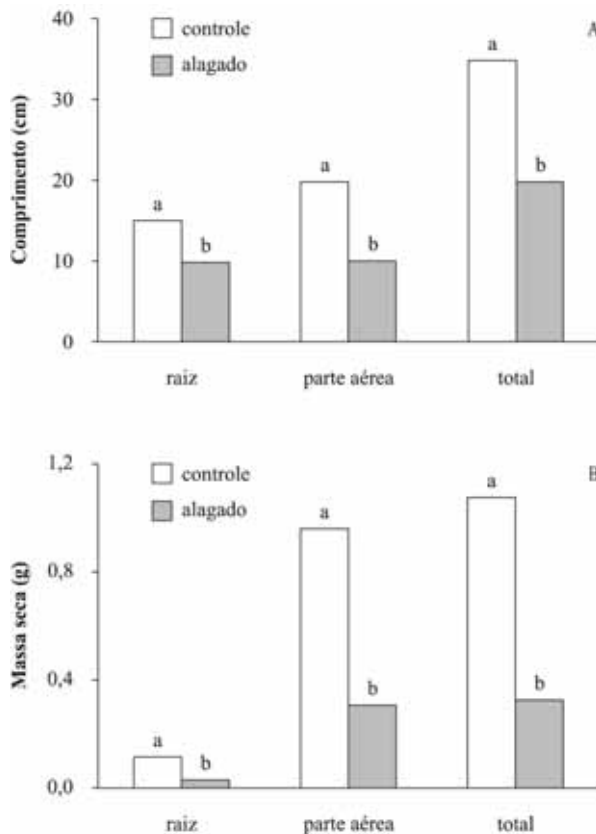 A
controle
alagado
Comprimento (cm)
40
30
20
10
0
a
b
a
b
a
b
raiz
parte aérea
total
B
controle
alagado
Massa seca (g)
1,2
0,8
0,4
0,0
a
b
a
b
a
b
raiz
parte aérea
total